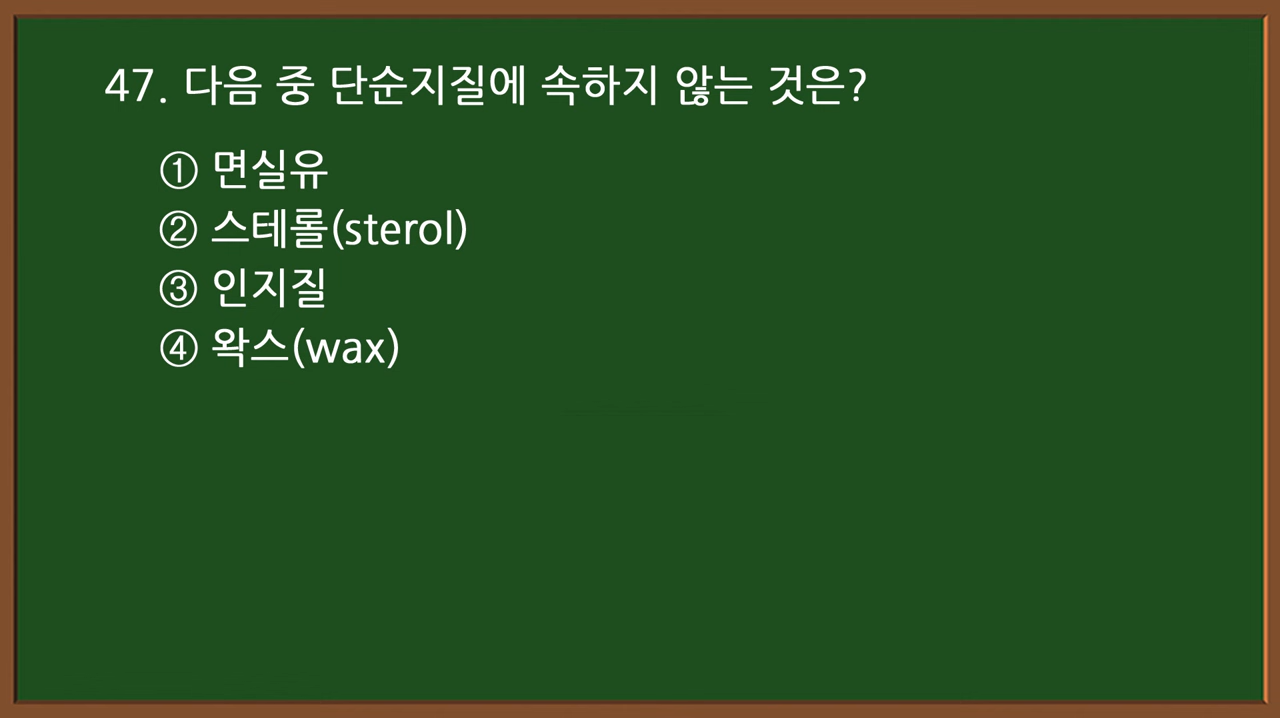 47. 다음 중 단순지질에 속하지 않는 것은?
① 면실유
② 스테롤(sterol)
③ 인지질
④ 왁스(wax)